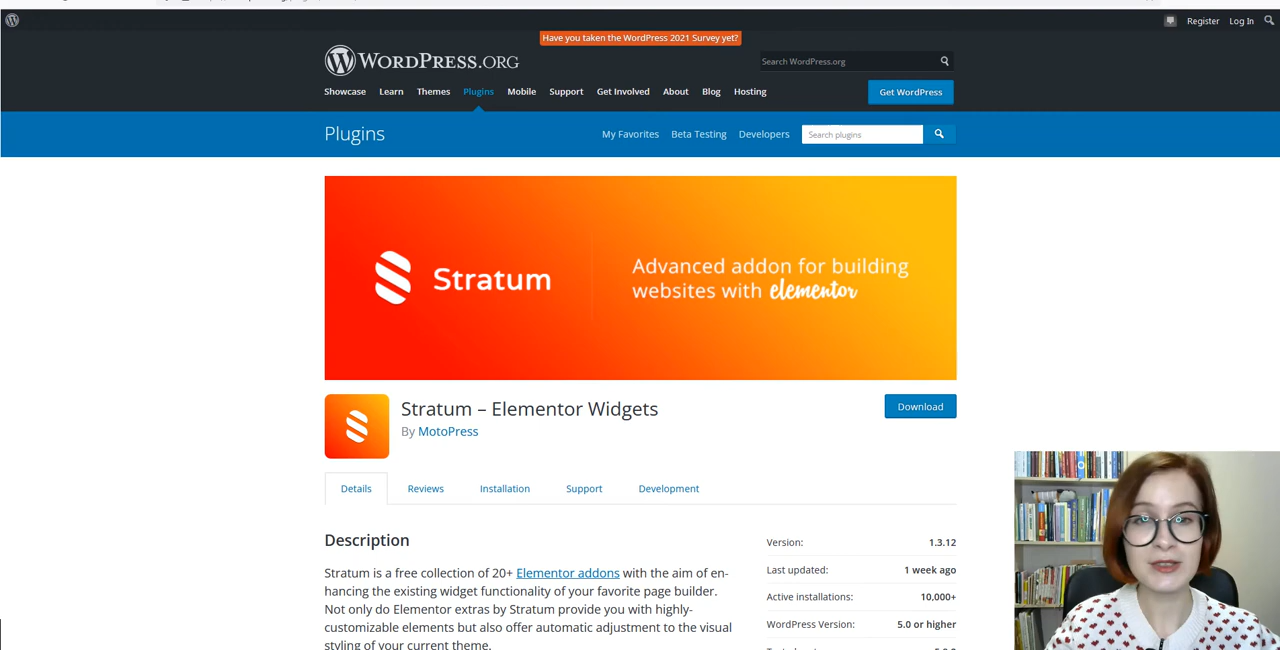 Register Log In
Have you taken the WordPress 2021 Survey yet?
WORDPRESS.ORG
Search WordPress.org
Showcase Learn Themes Plugins Mobile Support Get Involved About Blog Hosting
Get WordPress
Plugins
My Favorites Beta Testing Developers
Search plugins
Stratum
Advanced addon for building
websites with elementor
Stratum – Elementor Widgets
By MotoPress
Download
Details Reviews Installation Support Development
Description
Stratum is a free collection of 20+ Elementor addons with the aim of en-
hancing the existing widget functionality of your favorite page builder.
Not only do Elementor extras by Stratum provide you with highly-
customizable elements but also offer automatic adjustment to the visual
styling of your current theme.
Version: 1.3.12
Last updated: 1 week ago
Active installations: 10,000+
WordPress Version: 5.0 or higher